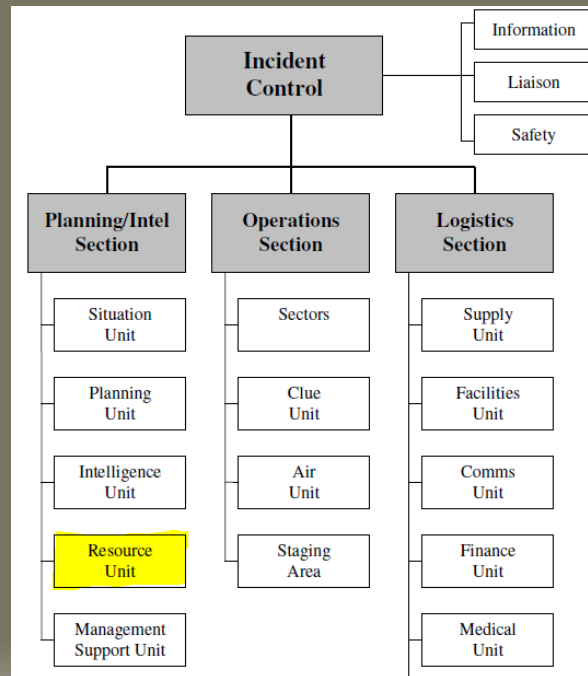 Incident
Control
Information
Liaison
Safety
Planning/Intel
Section
Operations
Section
Logistics
Section
Situation
Unit
Planning
Unit
Intelligence
Unit
Resource
Unit
Management
Support Unit
Sectors
Clue
Unit
Air
Unit
Staging
Area
Supply
Unit
Facilities
Unit
Comms
Unit
Finance
Unit
Medical
Unit